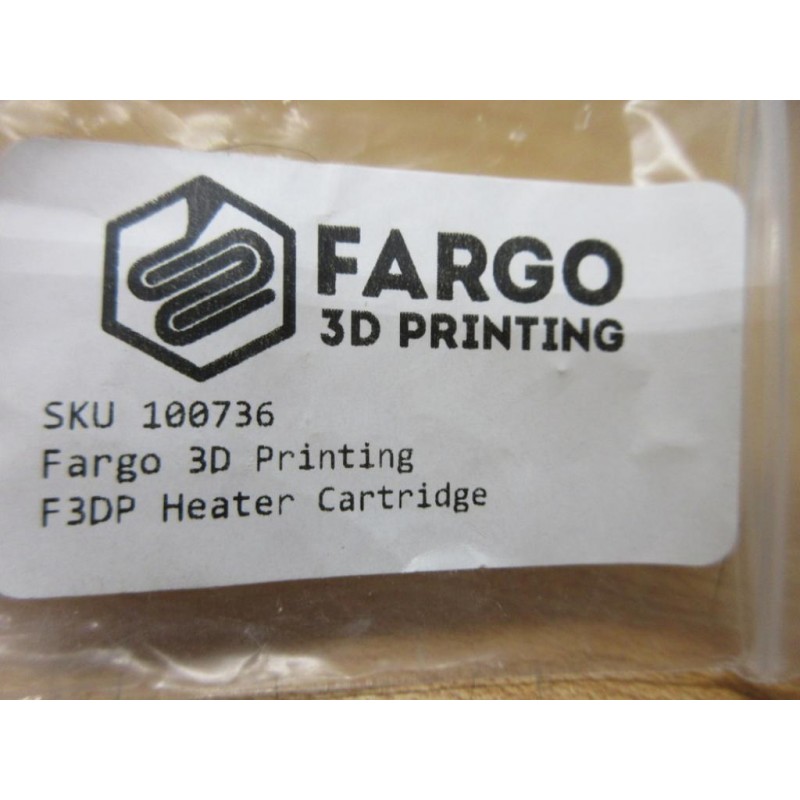 FARGO
3D PRINTING
SKU 100736
Fargo 3D Printing
F3DP Heater Cartridge